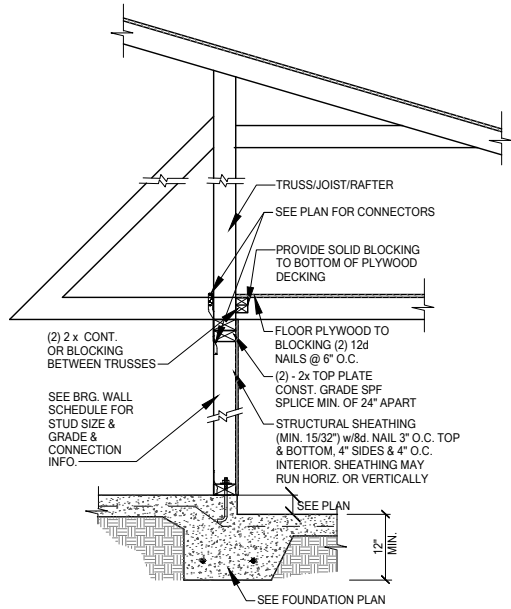 TRUSS/JOIST/RAFTER
SEE PLAN FOR CONNECTORS
PROVIDE SOLID BLOCKING
TO BOTTOM OF PLYWOOD
DECKING
(2) 2 x CONT.
OR BLOCKING
BETWEEN TRUSSES
FLOOR PLYWOOD TO
BLOCKING (2) 12d
NAILS @ 6" O.C.
(2) - 2x TOP PLATE
CONST. GRADE SPF
SPLICE MIN. OF 24" APART
SEE BRG. WALL
SCHEDULE FOR
STUD SIZE &
GRADE &
CONNECTION
INFO.
STRUCTURAL SHEATHING
(MIN. 15/32") w/8d. NAIL 3" O.C. TOP
& BOTTOM, 4" SIDES & 4" O.C.
INTERIOR. SHEATHING MAY
RUN HORIZ. OR VERTICALLY
SEE PLAN
12"
MIN.
SEE FOUNDATION PLAN